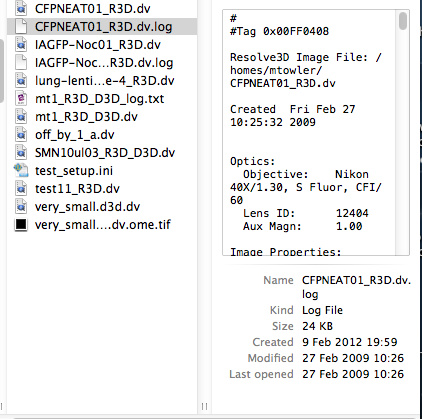 CFPNEAT01_R3D.dv
CFPNEAT01_R3D.dv.log
IAGFP-Noc01_R3D.dv
IAGFP-Noc...R3D.dv.log
lung-lenti...e-4_R3D.dv
mt1_R3D_D3D_log.txt
mt1_R3D_D3D.dv
off_by_1_a.dv
SMN10ul03_R3D_D3D.dv
test_setup.ini
test11_R3D.dv
very_small.d3d.dv
very_small....dv.ome.tif
#
#Tag 0x00FF0408
Resolve3D Image File: /
homes/mtowler/
CFPNEAT01_R3D.dv
Created  Fri Feb 27
10:25:32 2009
Optics:
Objective:    Nikon
40X/1.30, S Fluor, CFI/
60
Lens ID:      12404
Aux Magn:     1.00
Image Properties:
Name CFPNEAT01_R3D.dv.
log
Kind Log File
Size 24 KB
Created 9 Feb 2012 19:59
Modified 27 Feb 2009 10:26
Last opened 27 Feb 2009 10:26